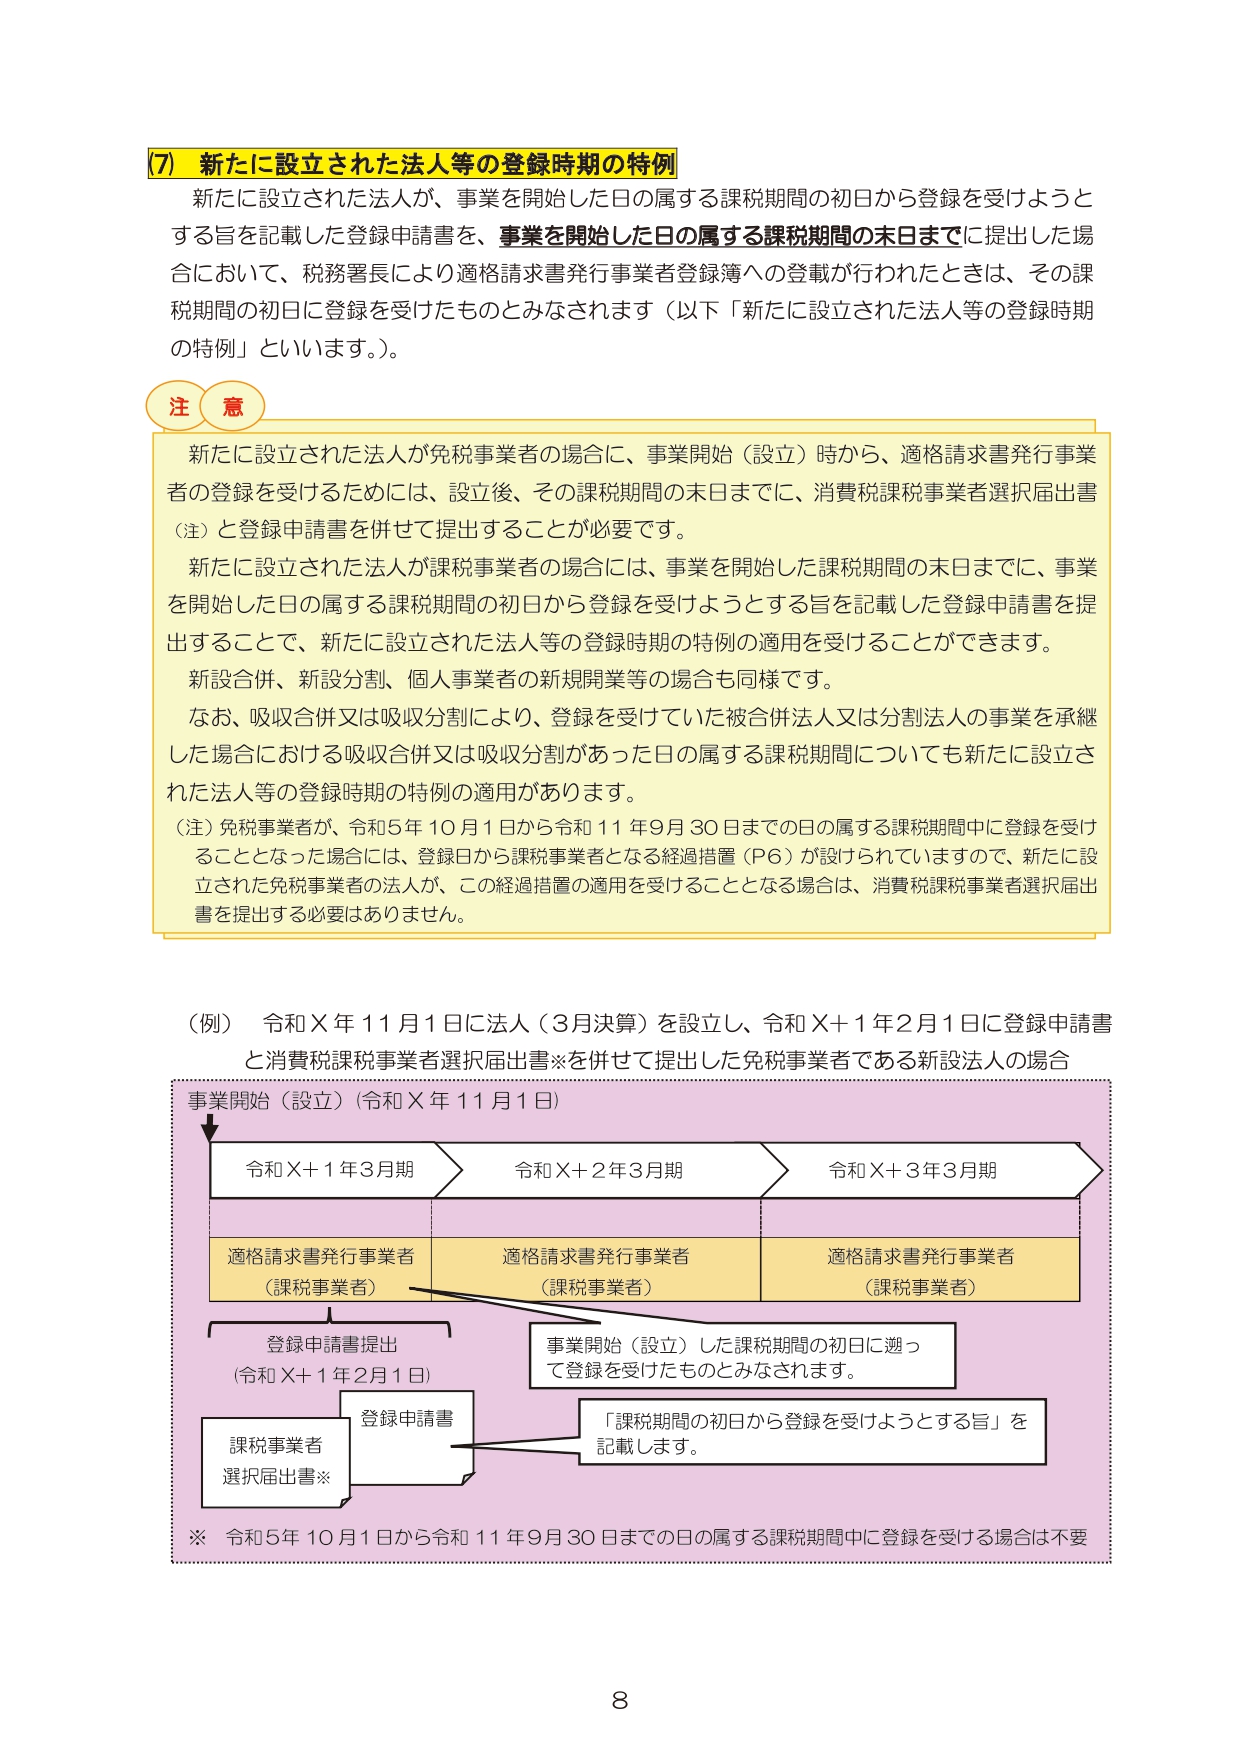 (7)　新たに設立された法人等の登録時期の特例
新たに設立された法人が、事業を開始した日の属する課税期間の初日から登録を受けようと
する旨を記載した登録申請書を、事業を開始した日の属する課税期間の末日までに提出した場
合において、税務署長により適格請求書発行事業者登録簿への登載が行われたときは、その課
税期間の初日に登録を受けたものとみなされます（以下「新たに設立された法人等の登録時期
の特例」といいます。）。
注 意
新たに設立された法人が免税事業者の場合に、事業開始（設立）時から、適格請求書発行事業
者の登録を受けるためには、設立後、その課税期間の末日までに、消費税課税事業者選択届出書
（注）と登録申請書を併せて提出することが必要です。
新たに設立された法人が課税事業者の場合には、事業を開始した課税期間の末日までに、事業
を開始した日の属する課税期間の初日から登録を受けようとする旨を記載した登録申請書を提
出することで、新たに設立された法人等の登録時期の特例の適用を受けることができます。
新設合併、新設分割、個人事業者の新規開業等の場合も同様です。
なお、吸収合併又は吸収分割により、登録を受けていた被合併法人又は分割法人の事業を承継
した場合における吸収合併又は吸収分割があった日の属する課税期間についても新たに設立さ
れた法人等の登録時期の特例の適用があります。
（注）免税事業者が、令和５年 10 月１日から令和 11 年９月 30 日までの日の属する課税期間中に登録を受け
ることとなった場合には、登録日から課税事業者となる経過措置（P６）が設けられていますので、新たに設
立された免税事業者の法人が、この経過措置の適用を受けることとなる場合は、消費税課税事業者選択届出
書を提出する必要はありません。
（例）　令和Ｘ年 11 月１日に法人（３月決算）を設立し、令和Ｘ＋１年２月１日に登録申請書
と消費税課税事業者選択届出書※を併せて提出した免税事業者である新設法人の場合
事業開始（設立）（令和Ｘ年 11 月１日）
令和Ｘ＋１年３月期　令和Ｘ＋２年３月期　令和Ｘ＋３年３月期
適格請求書発行事業者　適格請求書発行事業者　適格請求書発行事業者
（課税事業者）　（課税事業者）　（課税事業者）
登録申請書提出
（令和Ｘ＋１年２月１日）
事業開始（設立）した課税期間の初日に遡っ
て登録を受けたものとみなされます。
登録申請書
課税事業者
選択届出書※
「課税期間の初日から登録を受けようとする旨」を
記載します。
※　令和５年 10 月１日から令和 11 年９月 30 日までの日の属する課税期間中に登録を受ける場合は不要
8